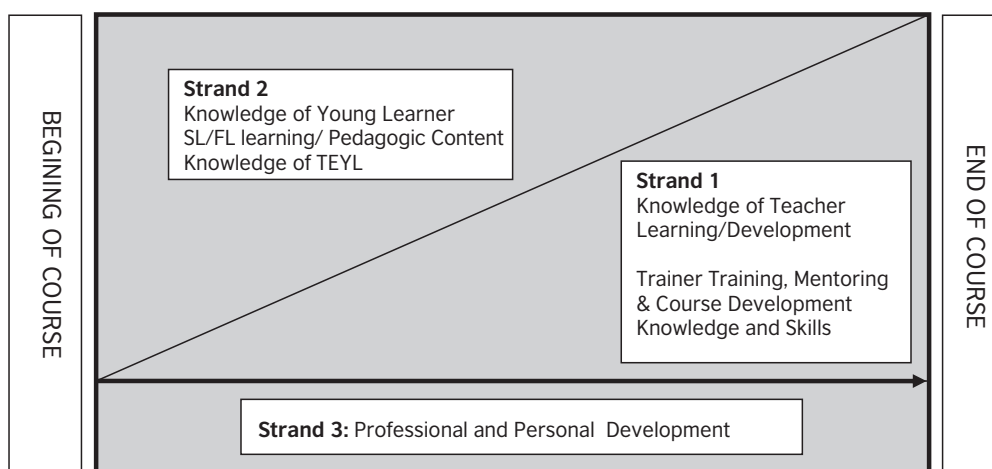 BEGINING OF COURSE
Strand 2
Knowledge of Young Learner
SL/FL learning/ Pedagogic Content
Knowledge of TEYL
Strand 1
Knowledge of Teacher
Learning/Development
Trainer Training, Mentoring
& Course Development
Knowledge and Skills
Strand 3: Professional and Personal Development
END OF COURSE